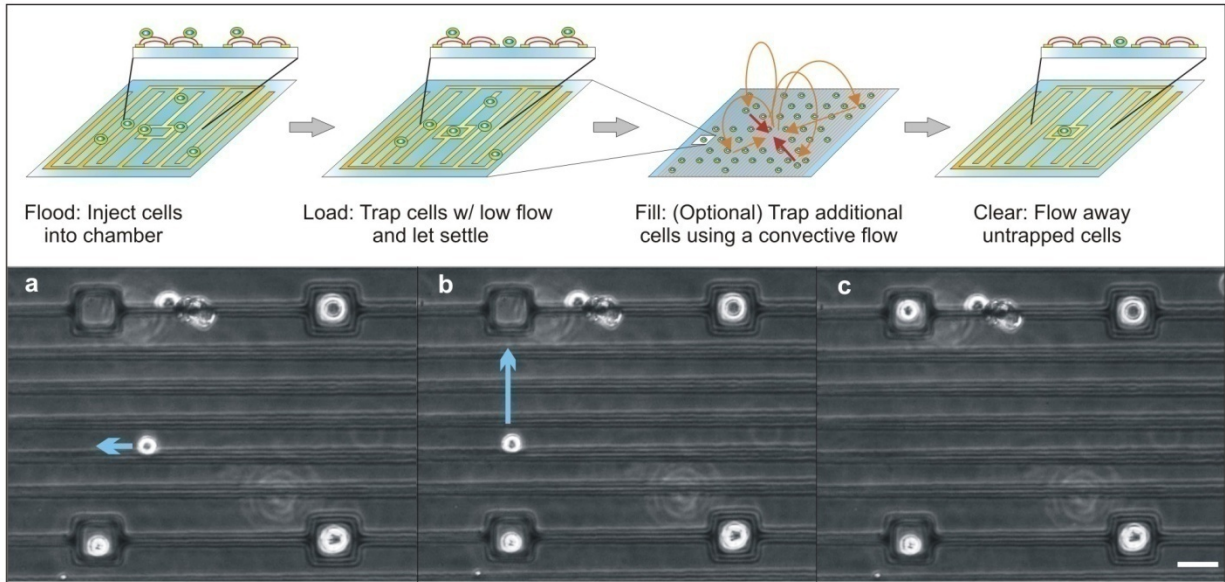 Flood: Inject cells
into chamber
Load: Trap cells w/ low flow
and let settle
Fill: (Optional) Trap additional
cells using a convective flow
Clear: Flow away
untrapped cells
a
b
c